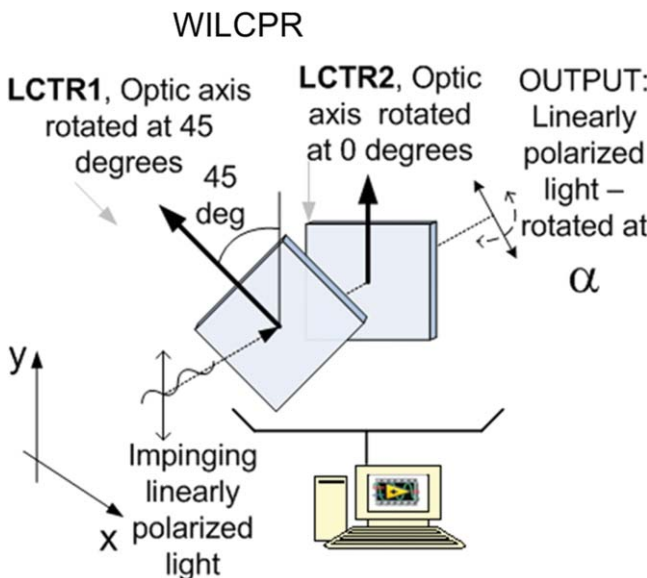 WILCPR
LCTR1, Optic axis
rotated at 45
degrees
LCTR2, Optic
axis rotated
at 0 degrees
OUTPUT:
Linearly
polarized
light –
rotated at
α
45
deg
y
x
Impinging
linearly
polarized
light